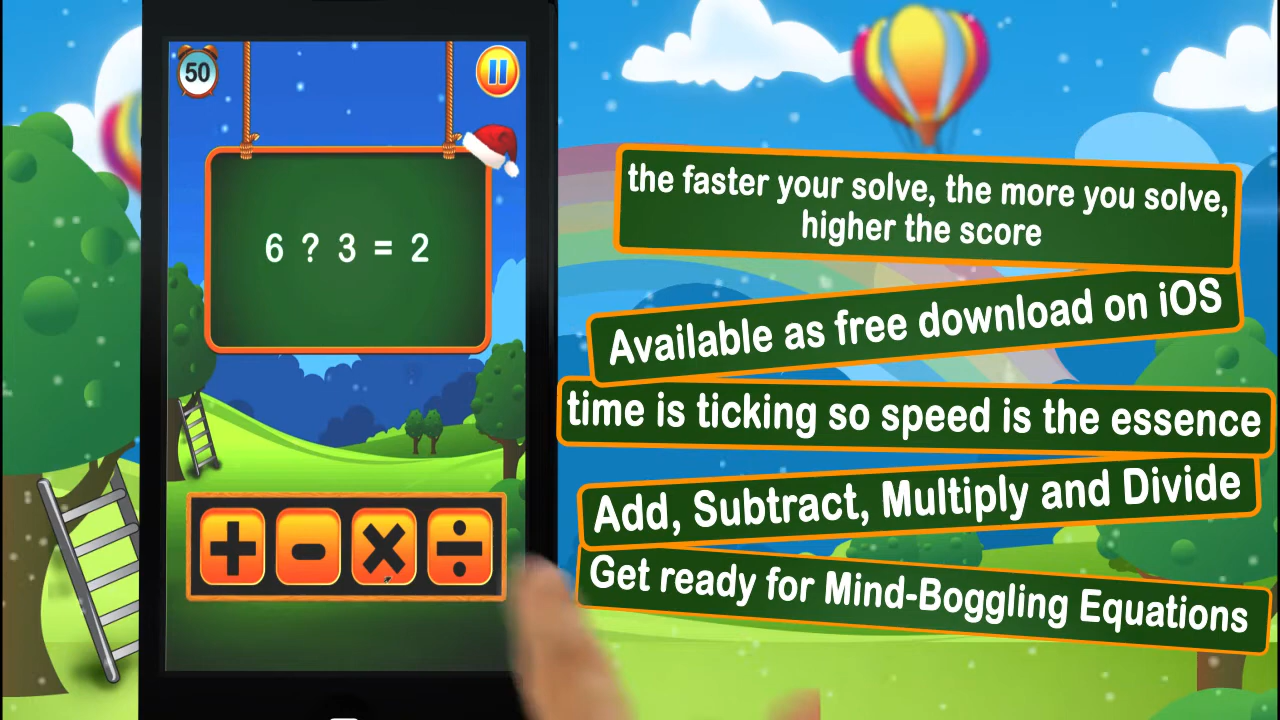 50
6 ? 3 = 2
+ - × ÷
the faster your solve, the more you solve,
higher the score
Available as free download on iOS
time is ticking so speed is the essence
Add, Subtract, Multiply and Divide
Get ready for Mind-Boggling Equations